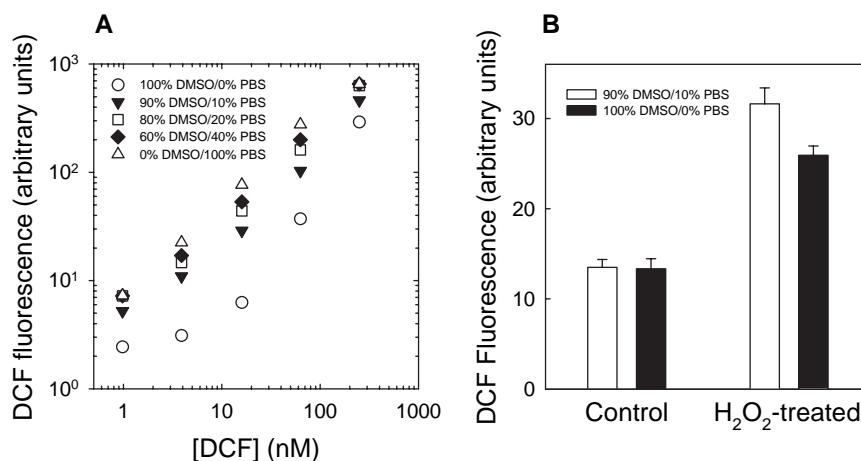 A
DCF fluorescence (arbitrary units)
10³
10²
10¹
10⁰
100% DMSO/0% PBS
90% DMSO/10% PBS
80% DMSO/20% PBS
60% DMSO/40% PBS
0% DMSO/100% PBS
1
10
100
1000
[DCF] (nM)
B
DCF Fluorescence (arbitrary units)
30
20
10
0
90% DMSO/10% PBS
100% DMSO/0% PBS
Control
H₂O₂-treated